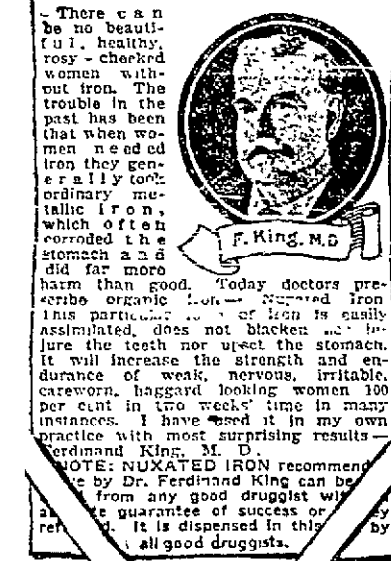 - There can
be no beauti-
ful, healthy,
rosy-cheeked
women with-
out iron. The
trouble in the
past has been
that when wo-
men needed
iron they gen-
erally took
ordinary me-
tallic iron,
which often
corroded the
stomach and
did far more
F. King, M.D
harm than good. Today doctors pre-
scribe organic Iron— Nuxated Iron
This particular of iron is easily
assimilated, does not blacken nor in-
jure the teeth nor upset the stomach.
It will increase the strength and en-
durance of weak, nervous, irritable,
careworn, haggard looking women 100
per cent in two weeks' time in many
instances. I have used it in my own
practice with most surprising results—
Ferdinand King, M. D.
NOTE: NUXATED IRON recommend
by Dr. Ferdinand King can be
from any good druggist
guarantee of success or
It is dispensed in this by
all good druggists.